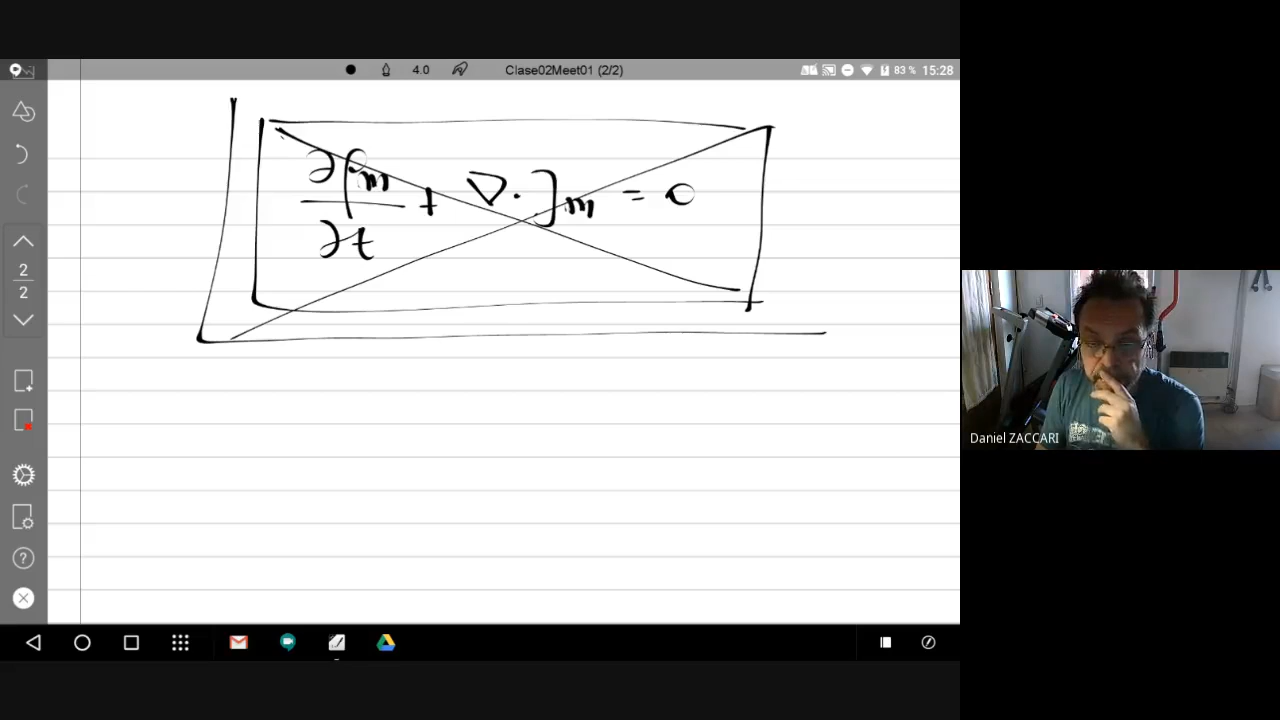 4.0 Clase02Meet01 (2/2) 83 % 15:28
∂ρm/∂t + ∇·Jm = 0
2
2
Daniel ZACCARI